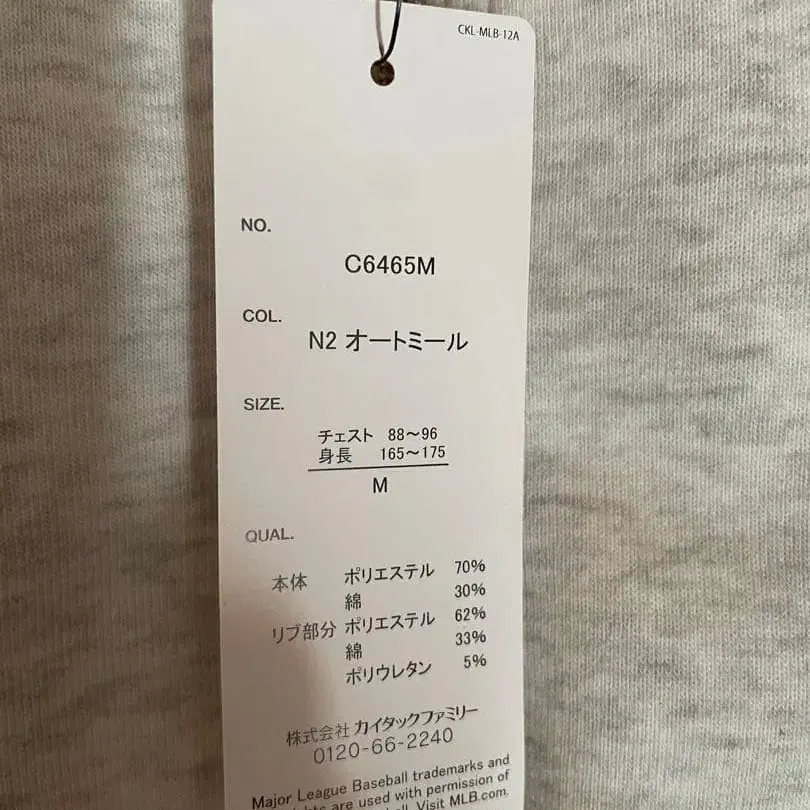 CKL-MLB-12A
NO.
C6465M
COL.
N2 オートミール
SIZE.
チェスト 88～96
身長 165～175
M
QUAL.
本体 ポリエステル 70%
綿 30%
リブ部分 ポリエステル 62%
綿 33%
ポリウレタン 5%
株式会社 カイタックファミリー
0120-66-2240
Major League Baseball trademarks and
are used with permission of
Visit MLB.com.